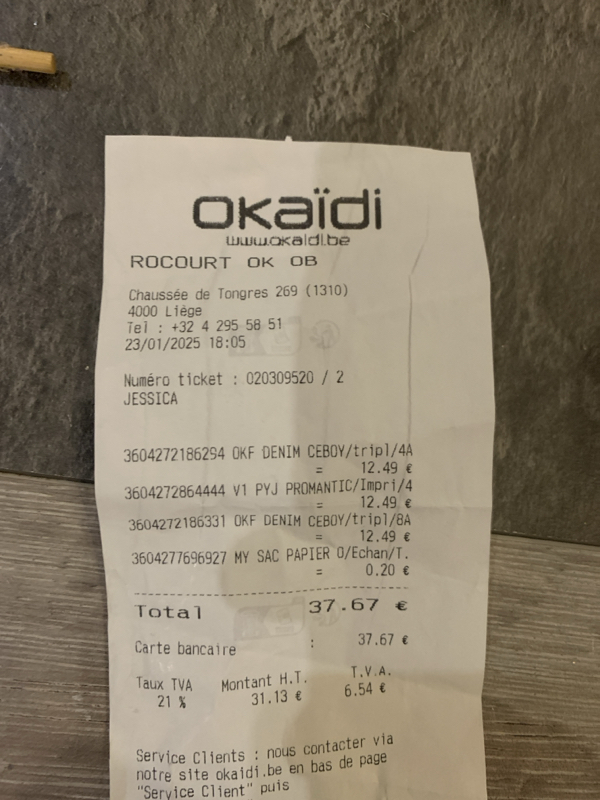 okaïdi
www.okaidi.be
ROCOURT OK OB
Chaussée de Tongres 269 (1310)
4000 Liège
Tel : +32 4 295 58 51
23/01/2025 18:05
Numéro ticket : 020309520 / 2
JESSICA
3604272186294 OKF DENIM CEBOY/tripl/4A
= 12.49 €
3604272864444 V1 PYJ PROMANTIC/Impri/4
= 12.49 €
3604272186331 OKF DENIM CEBOY/tripl/8A
= 12.49 €
3604277696927 MY SAC PAPIER O/Echan/T.
= 0.20 €
Total 37.67 €
Carte bancaire : 37.67 €
Taux TVA Montant H.T. T.V.A.
21 % 31.13 € 6.54 €
Service Clients : nous contacter via
notre site okaidi.be en bas de page
"Service Client" puis